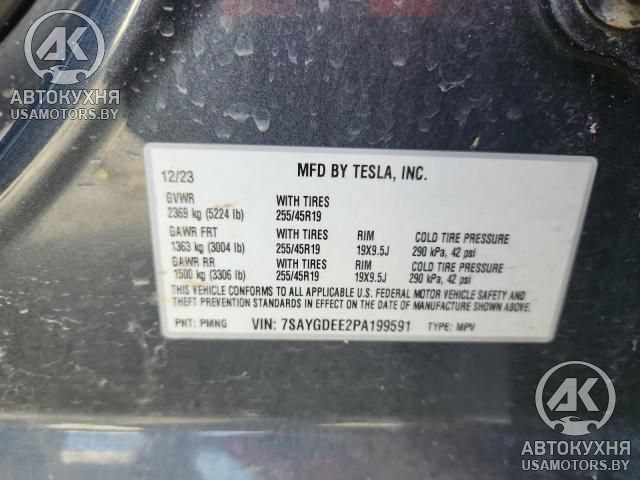 АК
АВТОКУХНЯ
USAMOTORS.BY
12/23 MFD BY TESLA, INC.
GVWR WITH TIRES
2369 kg (5224 lb) 255/45R19
GAWR FRT WITH TIRES RIM COLD TIRE PRESSURE
1363 kg (3004 lb) 255/45R19 19X9.5J 290 kPa, 42 psi
GAWR RR WITH TIRES RIM COLD TIRE PRESSURE
1500 kg (3306 lb) 255/45R19 19X9.5J 290 kPa, 42 psi
THIS VEHICLE CONFORMS TO ALL APPLICABLE U.S. FEDERAL MOTOR VEHICLE SAFETY AND
THEFT PREVENTION STANDARDS IN EFFECT ON THE DATE OF MANUFACTURE SHOWN ABOVE.
PNT: PMNG VIN: 7SAYGDEE2PA199591 TYPE: MPV
АК
АВТОКУХНЯ
USAMOTORS.BY